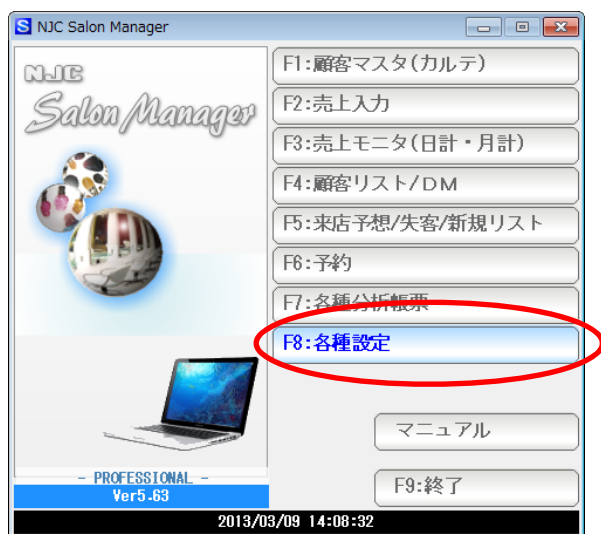 NJC Salon Manager
NJC
Salon Manager
F1:顧客マスタ(カルテ)
F2:売上入力
F3:売上モニタ(日計・月計)
F4:顧客リスト/DM
F5:来店予想/失客/新規リスト
F6:予約
F7:各種分析帳票
F8:各種設定
マニュアル
F9:終了
- PROFESSIONAL -
Ver5.63
2013/03/09 14:08:32